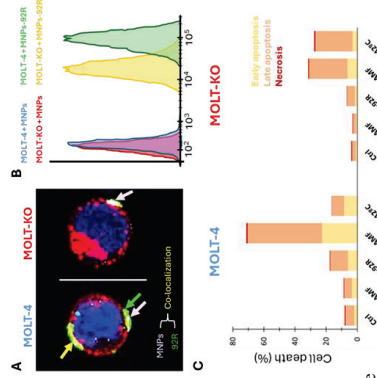 A
MOLT-4
MOLT-KO
MNPs
92R
Co-localization
B
MOLT-4+MNPs
MOLT-KO+MNPs
MOLT-4+MNPs-92R
MOLT-KO+MNPs-92R
10² 10³ 10⁴ 10⁵
C
MOLT-4
MOLT-KO
Early apoptosis
Late apoptosis
Necrosis
Cell death (%)
80
60
40
20
0
Ctrl
92R
Ctrl
92R